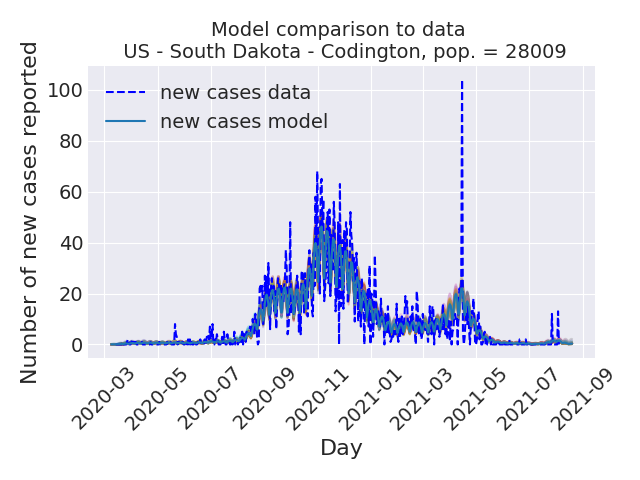 Model comparison to data
US - South Dakota - Codington, pop. = 28009
Number of new cases reported
100
80
60
40
20
0
new cases data
new cases model
2020-03
2020-05
2020-07
2020-09
2020-11
2021-01
2021-03
2021-05
2021-07
2021-09
Day